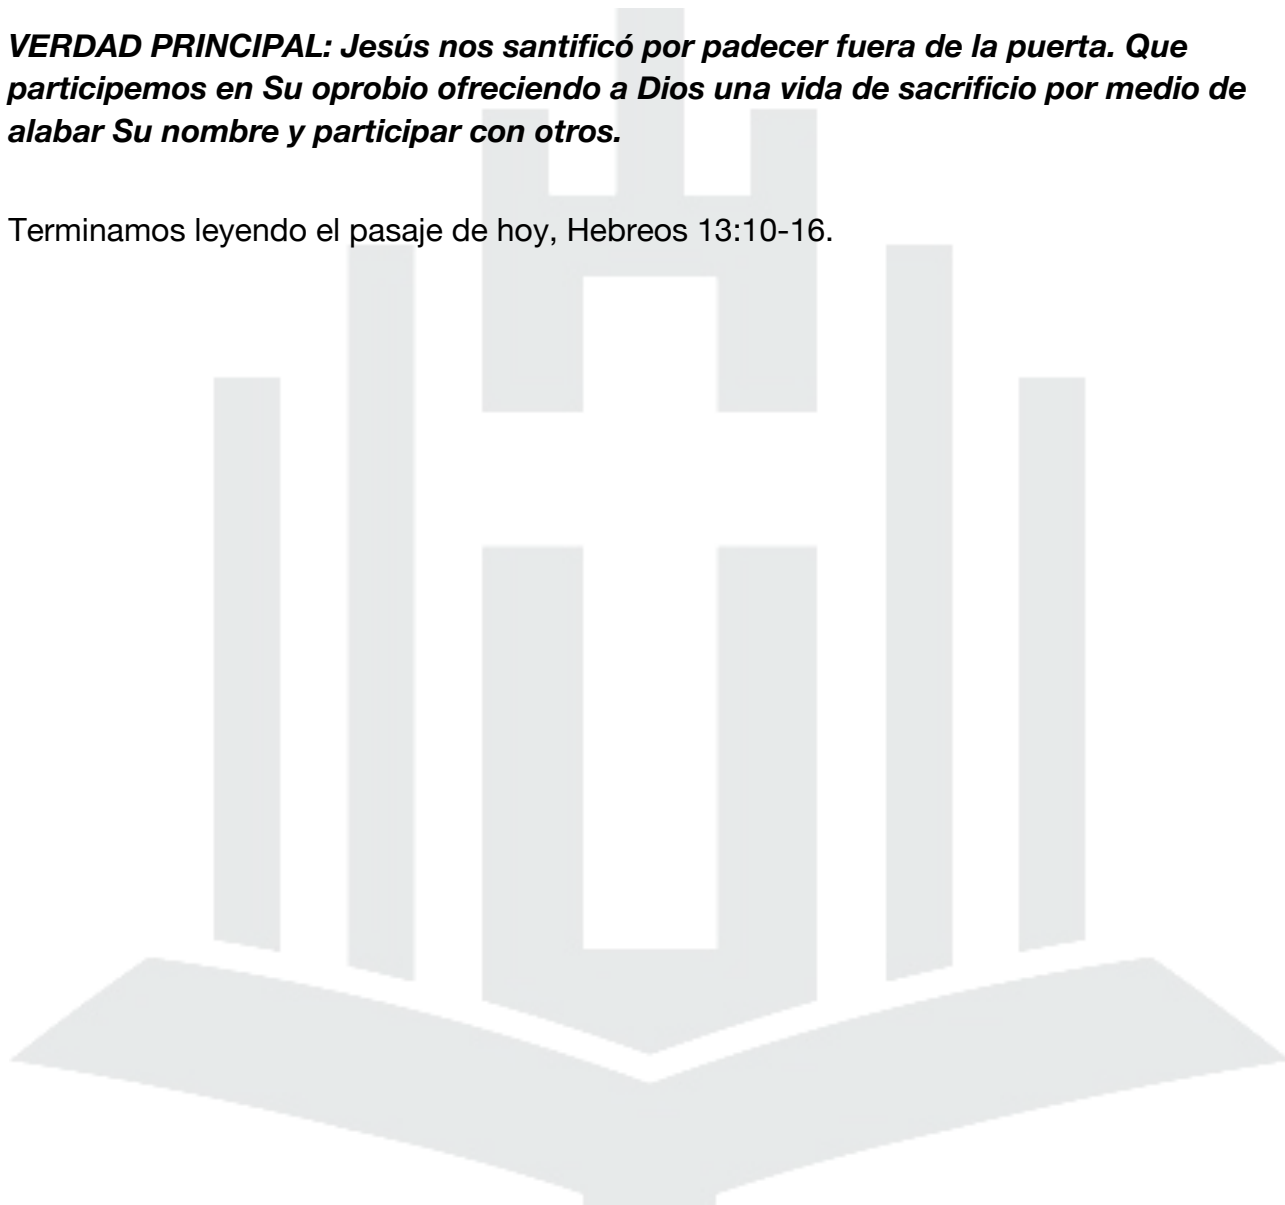 VERDAD PRINCIPAL: Jesús nos santificó por padecer fuera de la puerta. Que
participemos en Su oprobio ofreciendo a Dios una vida de sacrificio por medio de
alabar Su nombre y participar con otros.
Terminamos leyendo el pasaje de hoy, Hebreos 13:10-16.